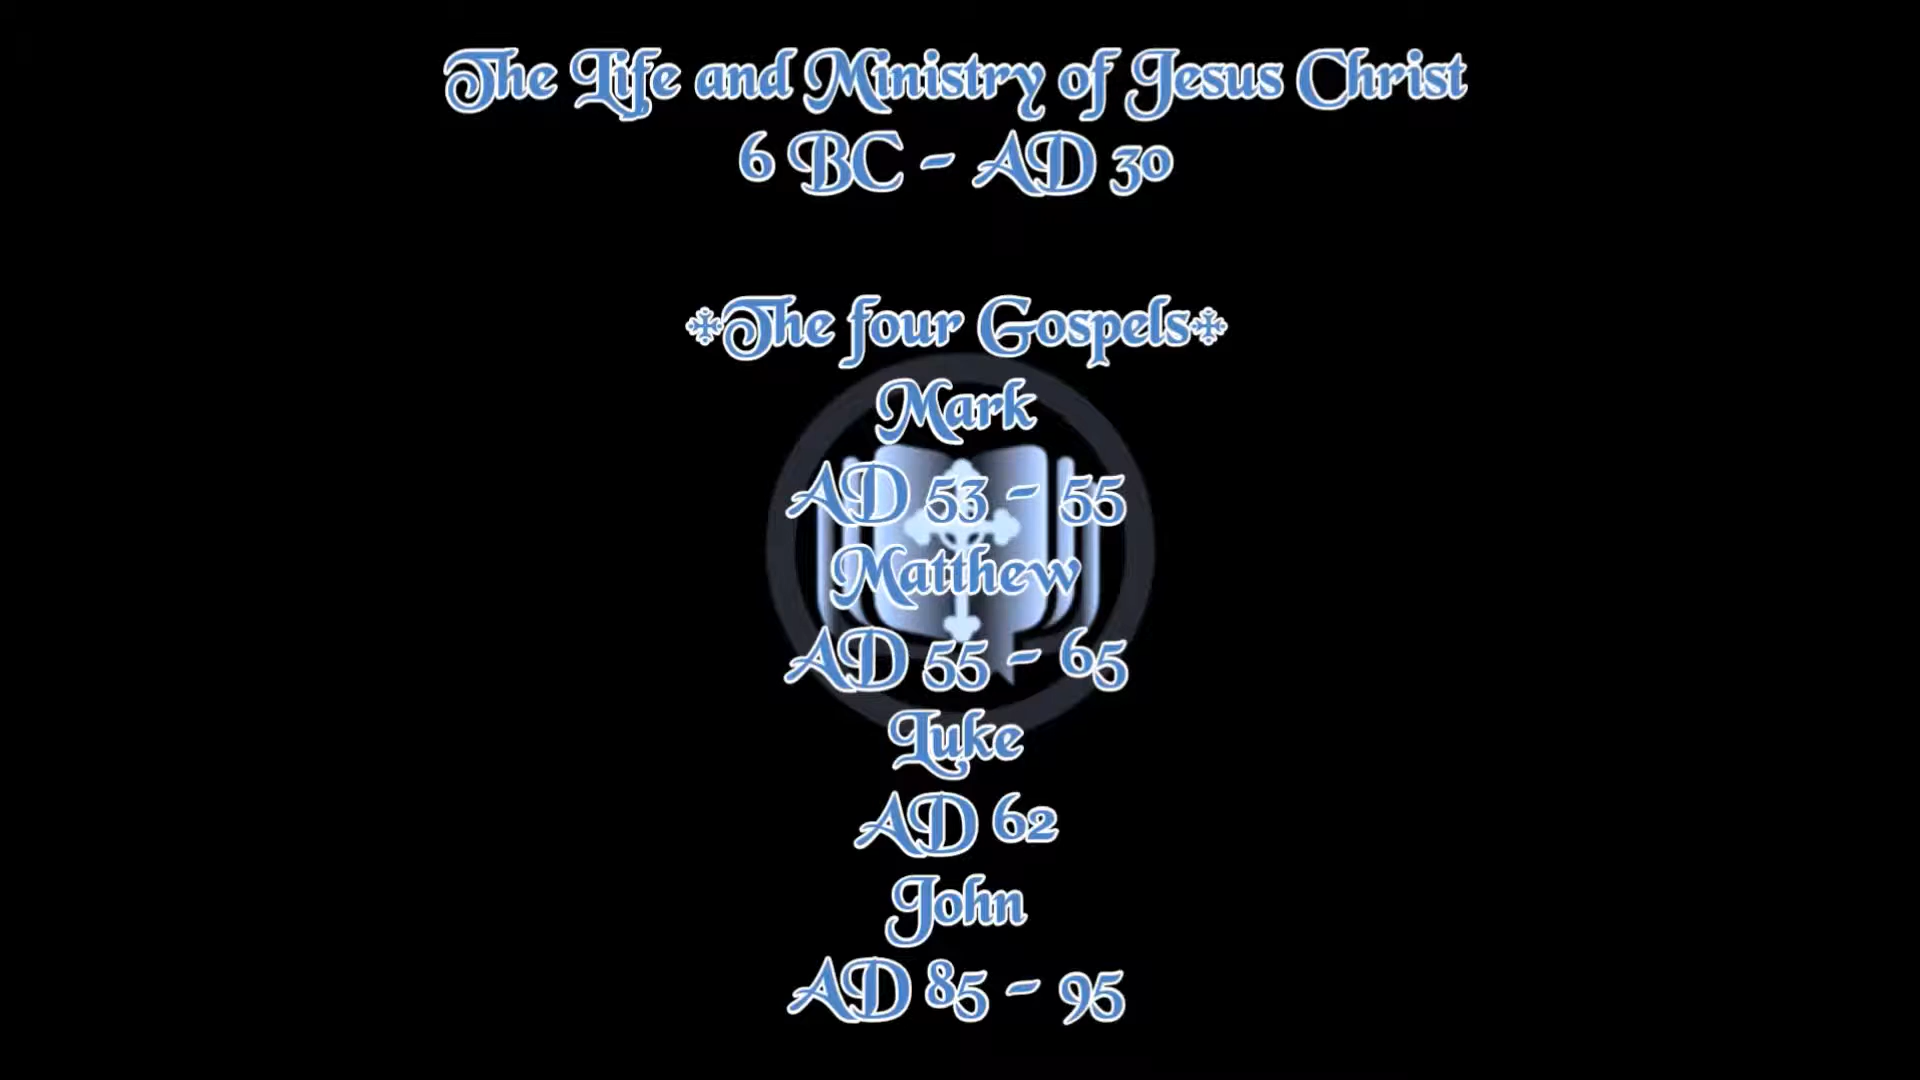 The Life and Ministry of Jesus Christ
6 BC - AD 30
*The four Gospels*
Mark
AD 53 - 55
Matthew
AD 55 - 65
Luke
AD 62
John
AD 85 - 95